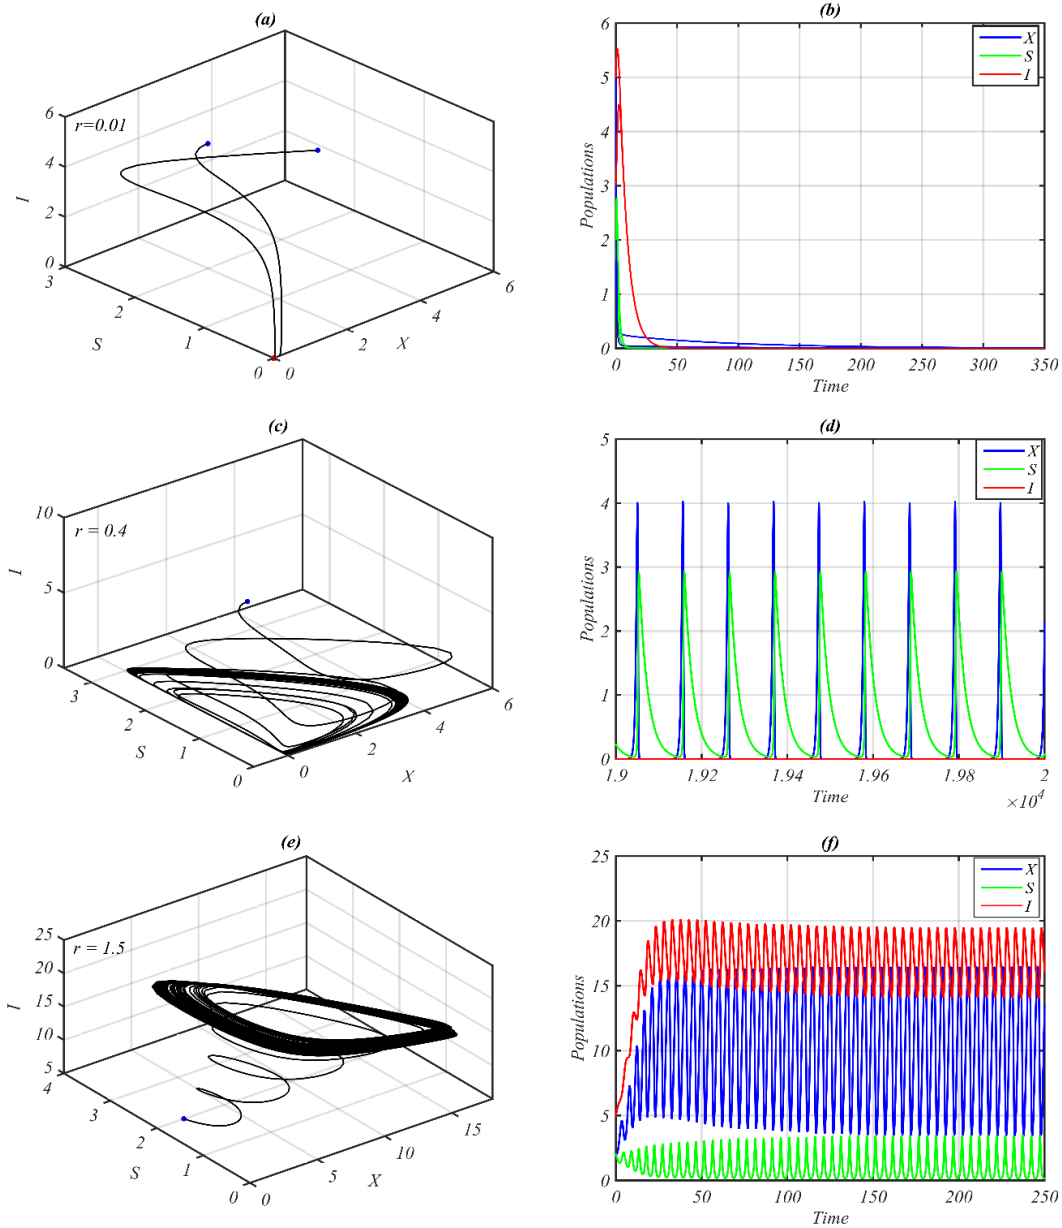 (a)
r=0.01
I
6
4
2
0
3
2
1
0
S
0
2
4
6
X
(b)
X
S
I
Populations
6
5
4
3
2
1
0
0 50 100 150 200 250 300 350
Time
(c)
r = 0.4
I
10
5
0
3
2
1
0
S
0
2
4
6
X
(d)
X
S
I
Populations
5
4
3
2
1
0
1.9 1.92 1.94 1.96 1.98 2
Time
×10⁴
(e)
r = 1.5
I
25
20
15
10
5
4
3
2
1
0
S
0
5
10
15
X
(f)
X
S
I
Populations
25
20
15
10
5
0
0 50 100 150 200 250
Time